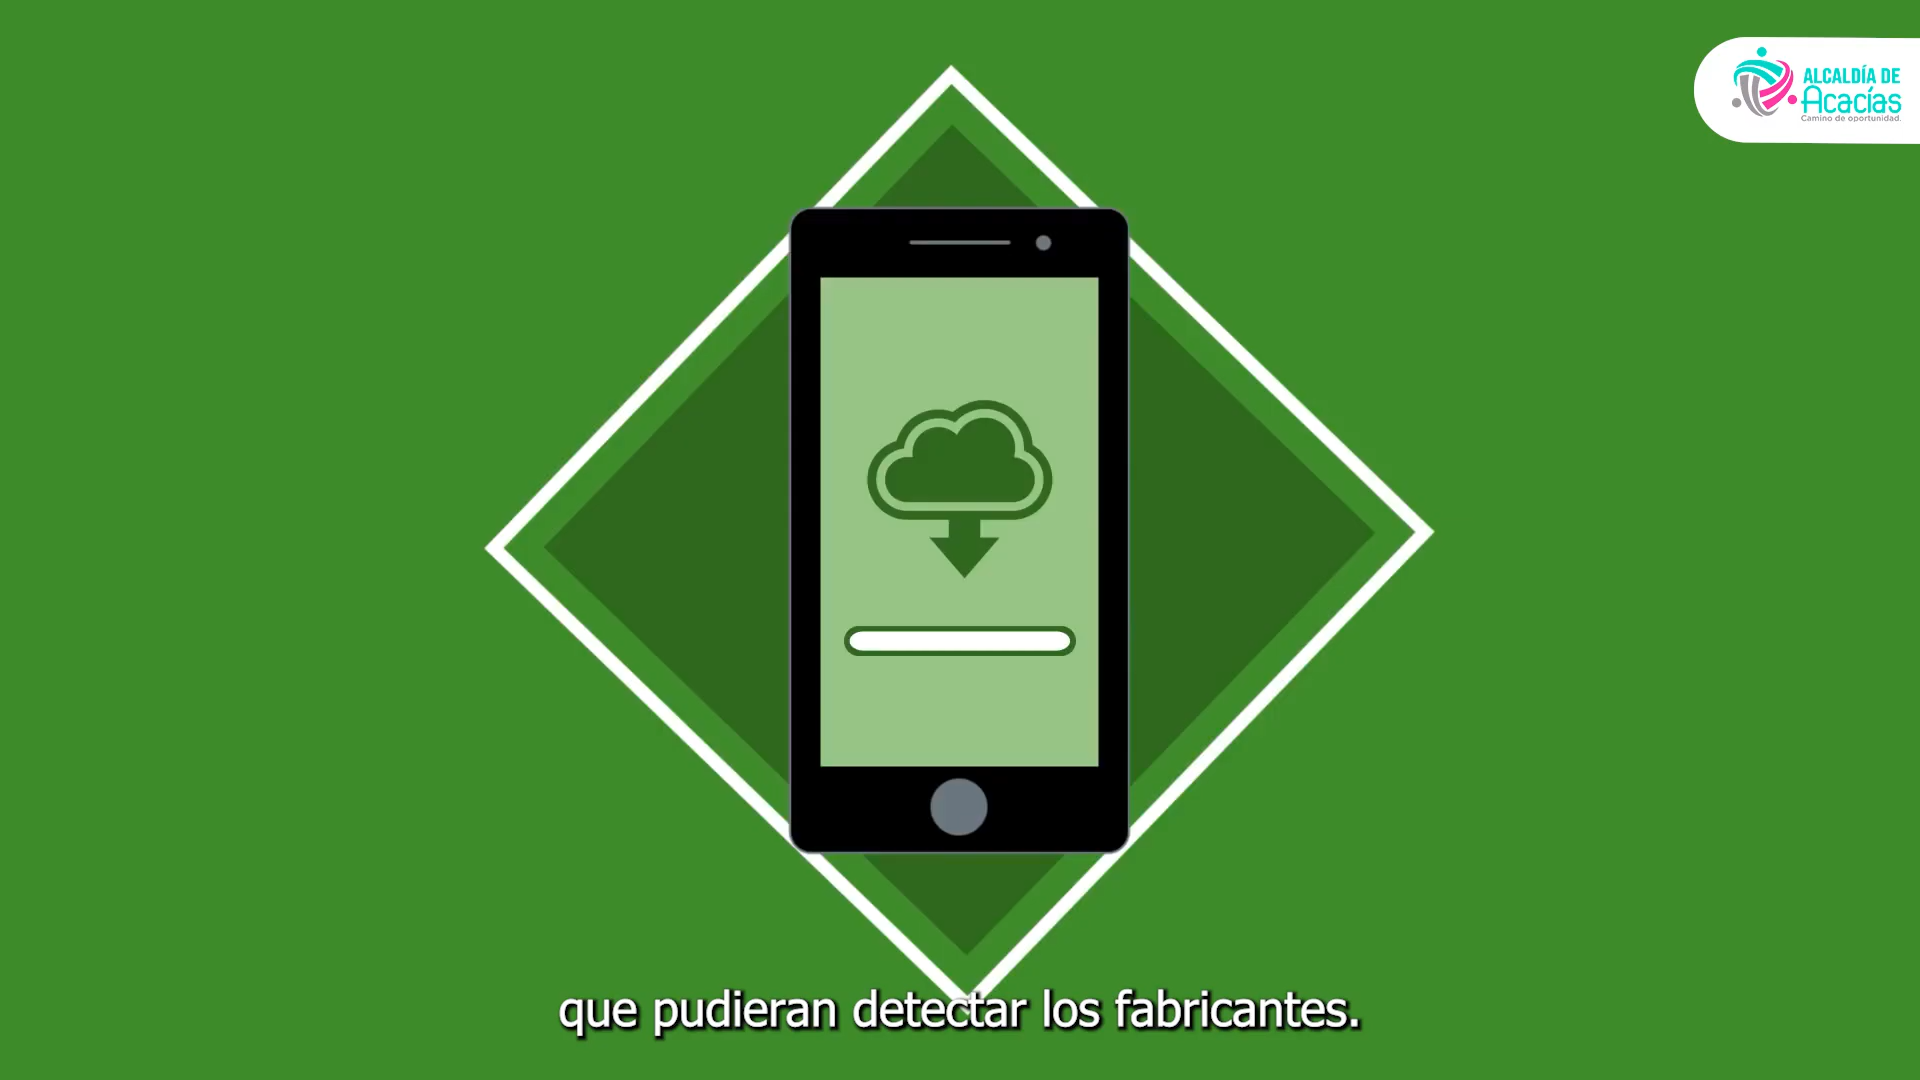 ALCALDÍA DE
Acacías
Camino de oportunidad.
que pudieran detectar los fabricantes.